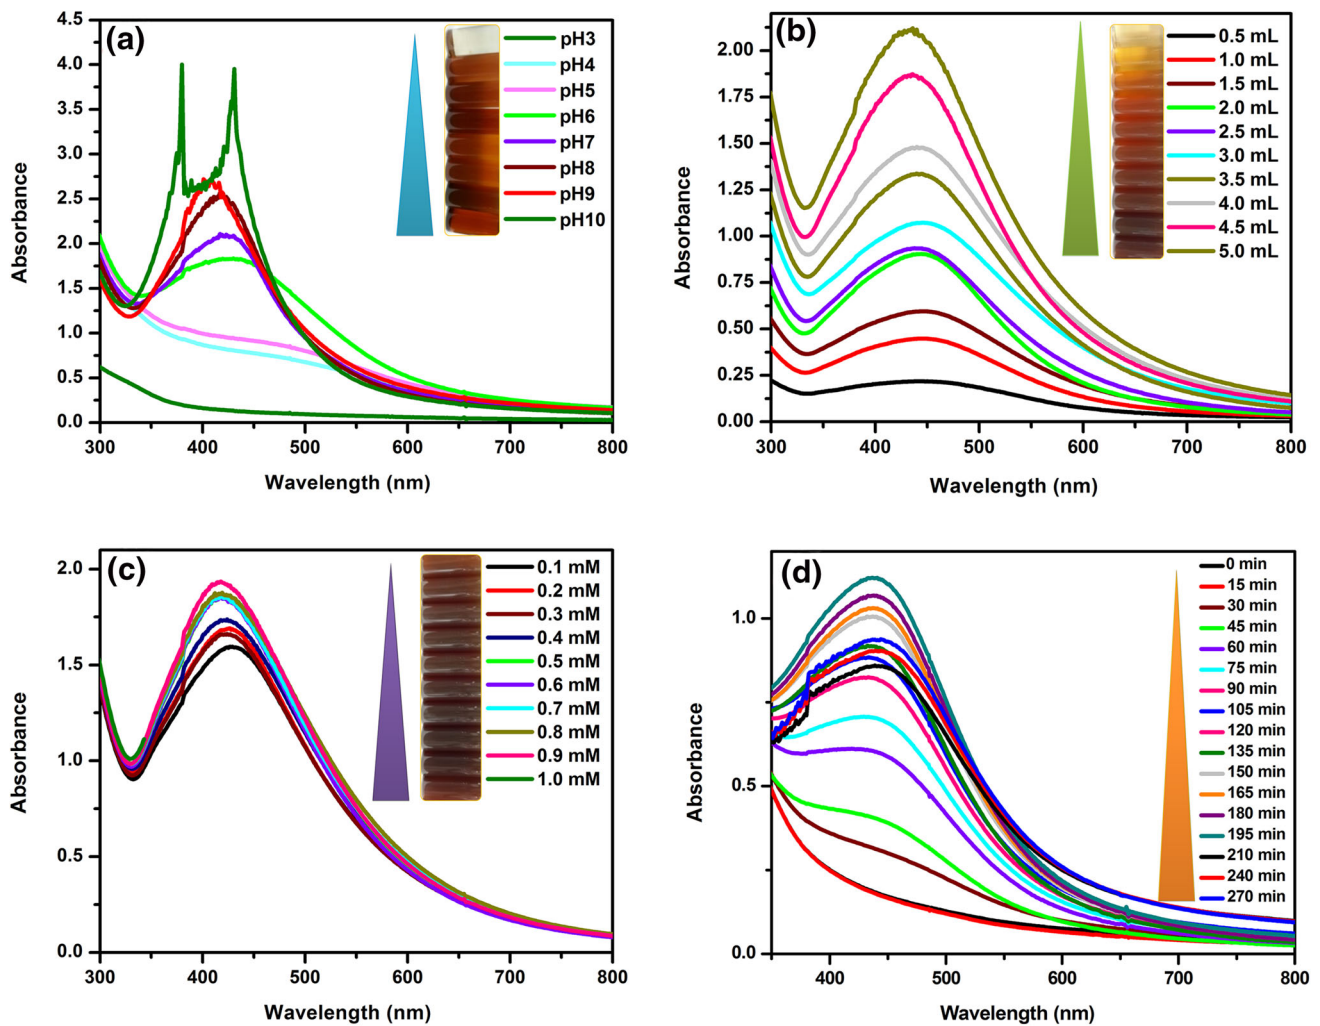 (a)
4.5
4.0
3.5
3.0
2.5
2.0
1.5
1.0
0.5
0.0
Absorbance
300 400 500 600 700 800
Wavelength (nm)
pH3
pH4
pH5
pH6
pH7
pH8
pH9
pH10
(b)
2.00
1.75
1.50
1.25
1.00
0.75
0.50
0.25
0.00
Absorbance
300 400 500 600 700 800
Wavelength (nm)
0.5 mL
1.0 mL
1.5 mL
2.0 mL
2.5 mL
3.0 mL
3.5 mL
4.0 mL
4.5 mL
5.0 mL
(c)
2.0
1.5
1.0
0.5
0.0
Absorbance
300 400 500 600 700 800
Wavelength (nm)
0.1 mM
0.2 mM
0.3 mM
0.4 mM
0.5 mM
0.6 mM
0.7 mM
0.8 mM
0.9 mM
1.0 mM
(d)
1.0
0.5
0.0
Absorbance
400 500 600 700 800
Wavelength (nm)
0 min
15 min
30 min
45 min
60 min
75 min
90 min
105 min
120 min
135 min
150 min
165 min
180 min
195 min
210 min
240 min
270 min